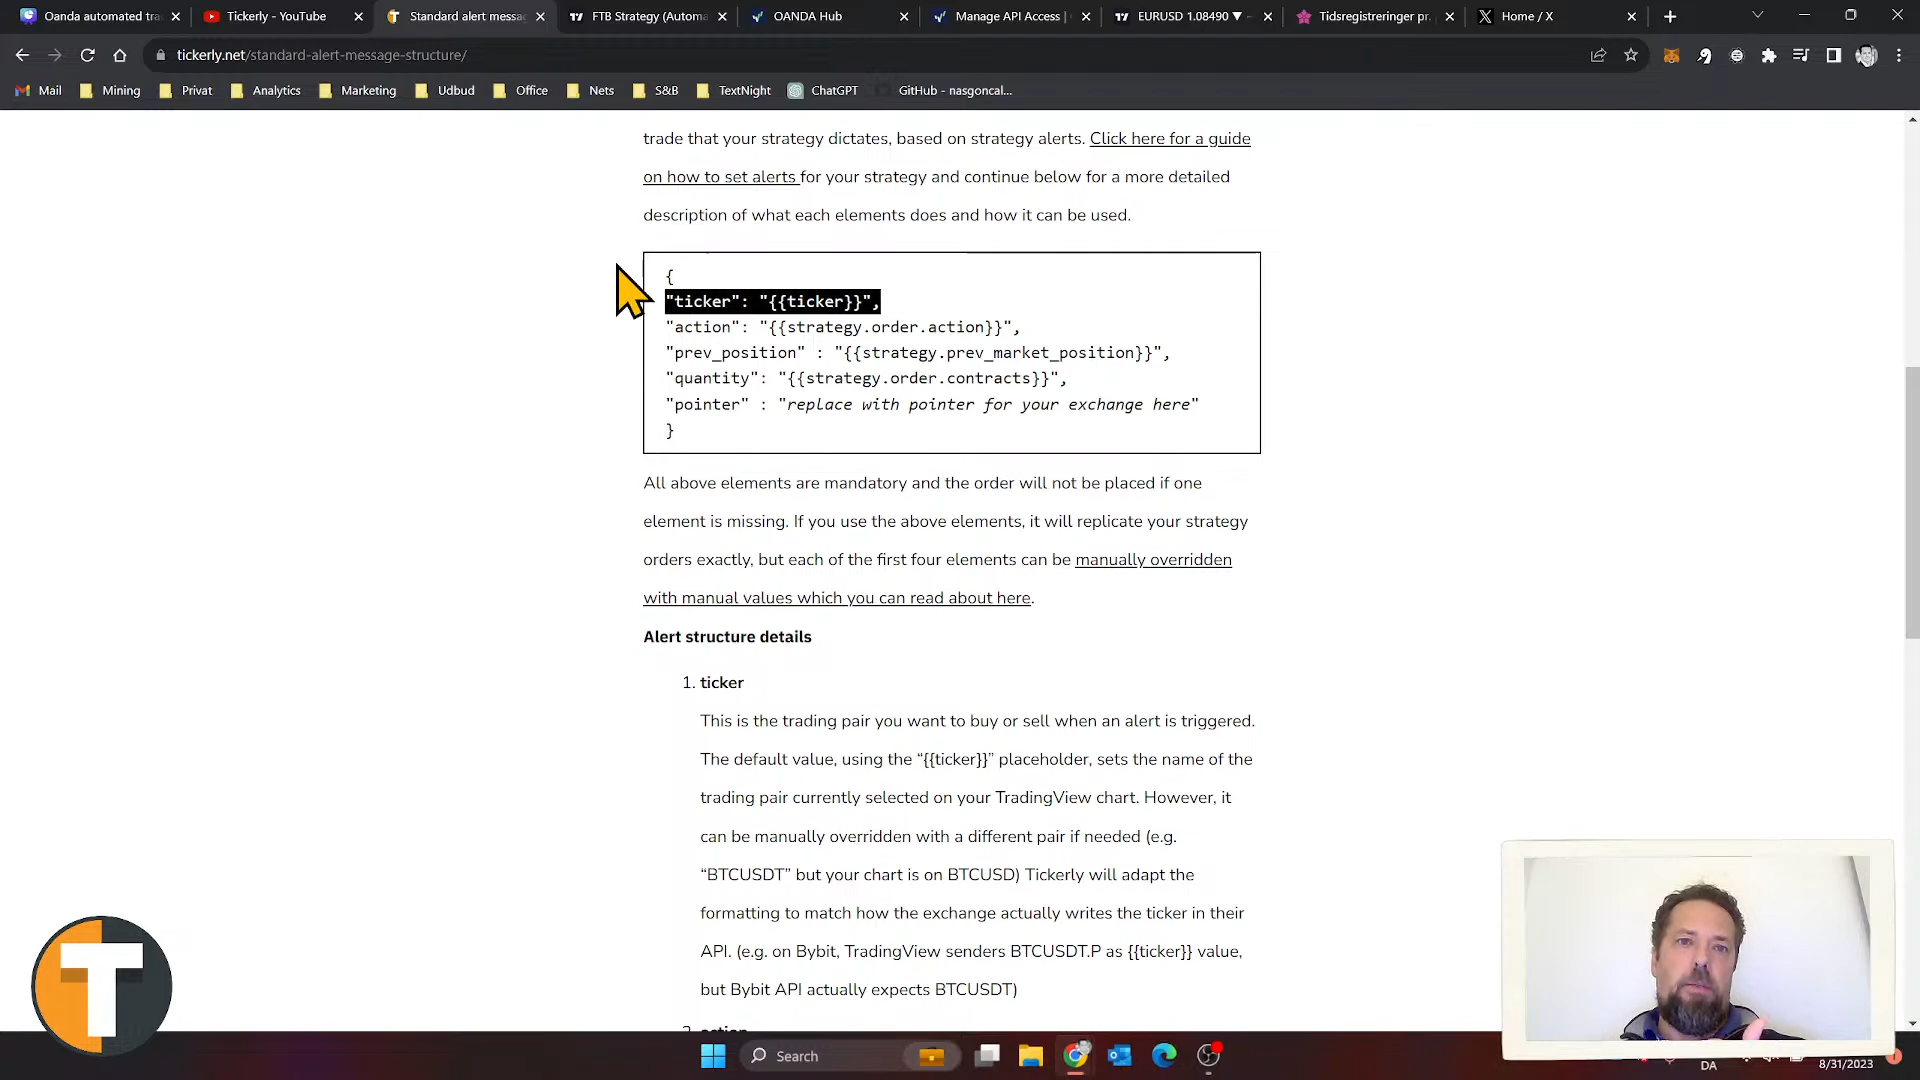 Oanda automated tra
Tickerly - YouTube
Standard alert messa
FTB Strategy (Autom
OANDA Hub
Manage API Access |
EURUSD 1.08490 ▼
Tidsregistreringer pr.
Home / X
tickerly.net/standard-alert-message-structure/
Mail
Mining
Privat
Analytics
Marketing
Udbud
Office
Nets
S&B
TextNight
ChatGPT
GitHub - nasgoncal...
trade that your strategy dictates, based on strategy alerts. Click here for a guide
on how to set alerts for your strategy and continue below for a more detailed
description of what each elements does and how it can be used.
{
"ticker": "{{ticker}}",
"action": "{{strategy.order.action}}",
"prev_position" : "{{strategy.prev_market_position}}",
"quantity": "{{strategy.order.contracts}}",
"pointer" : "replace with pointer for your exchange here"
}
All above elements are mandatory and the order will not be placed if one
element is missing. If you use the above elements, it will replicate your strategy
orders exactly, but each of the first four elements can be manually overridden
with manual values which you can read about here.
Alert structure details
1. ticker
This is the trading pair you want to buy or sell when an alert is triggered.
The default value, using the “{{ticker}}” placeholder, sets the name of the
trading pair currently selected on your TradingView chart. However, it
can be manually overridden with a different pair if needed (e.g.
“BTCUSDT” but your chart is on BTCUSD) Tickerly will adapt the
formatting to match how the exchange actually writes the ticker in their
API. (e.g. on Bybit, TradingView senders BTCUSDT.P as {{ticker}} value,
but Bybit API actually expects BTCUSDT)
2. action
T
Search
DA
8/31/2023